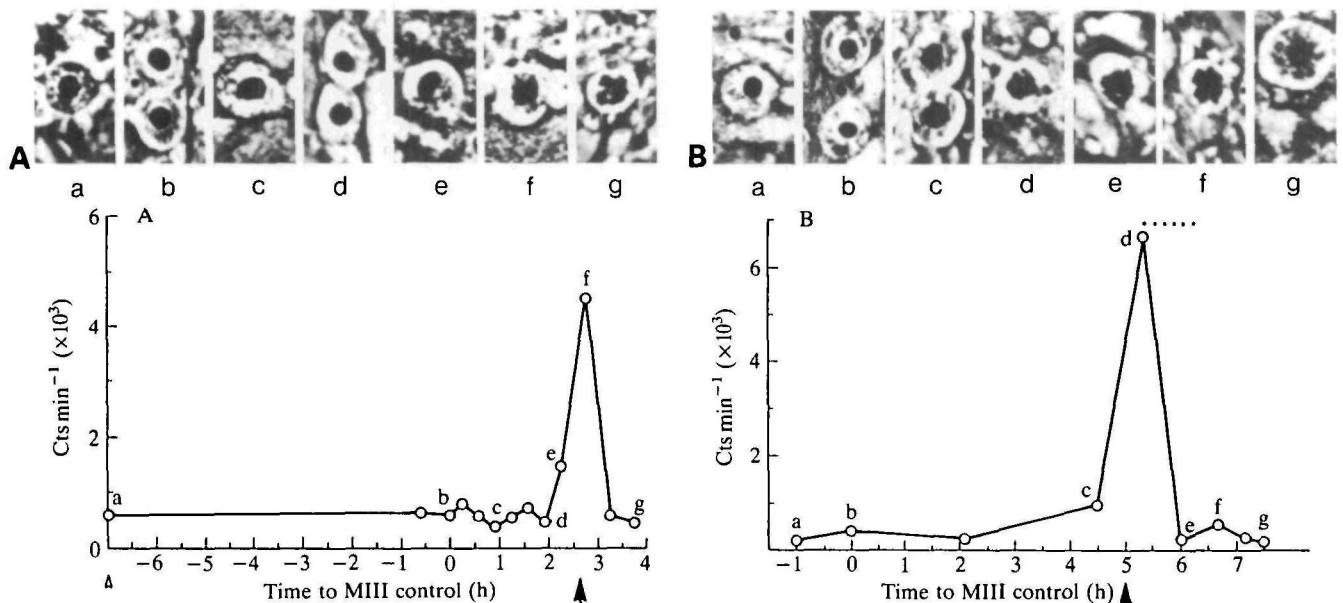 A
a b c d e f g
B
a b c d e f g
A
6
4
2
0
Cts min−1 (×10³)
a
b
c
d
e
f
g
−6 −5 −4 −3 −2 −1 0 1 2 3 4
Time to MIII control (h)
B
6
4
2
Cts min−1 (×10³)
a
b
c
d
e
f
g
−1 0 1 2 3 4 5 6 7
Time to MIII control (h)